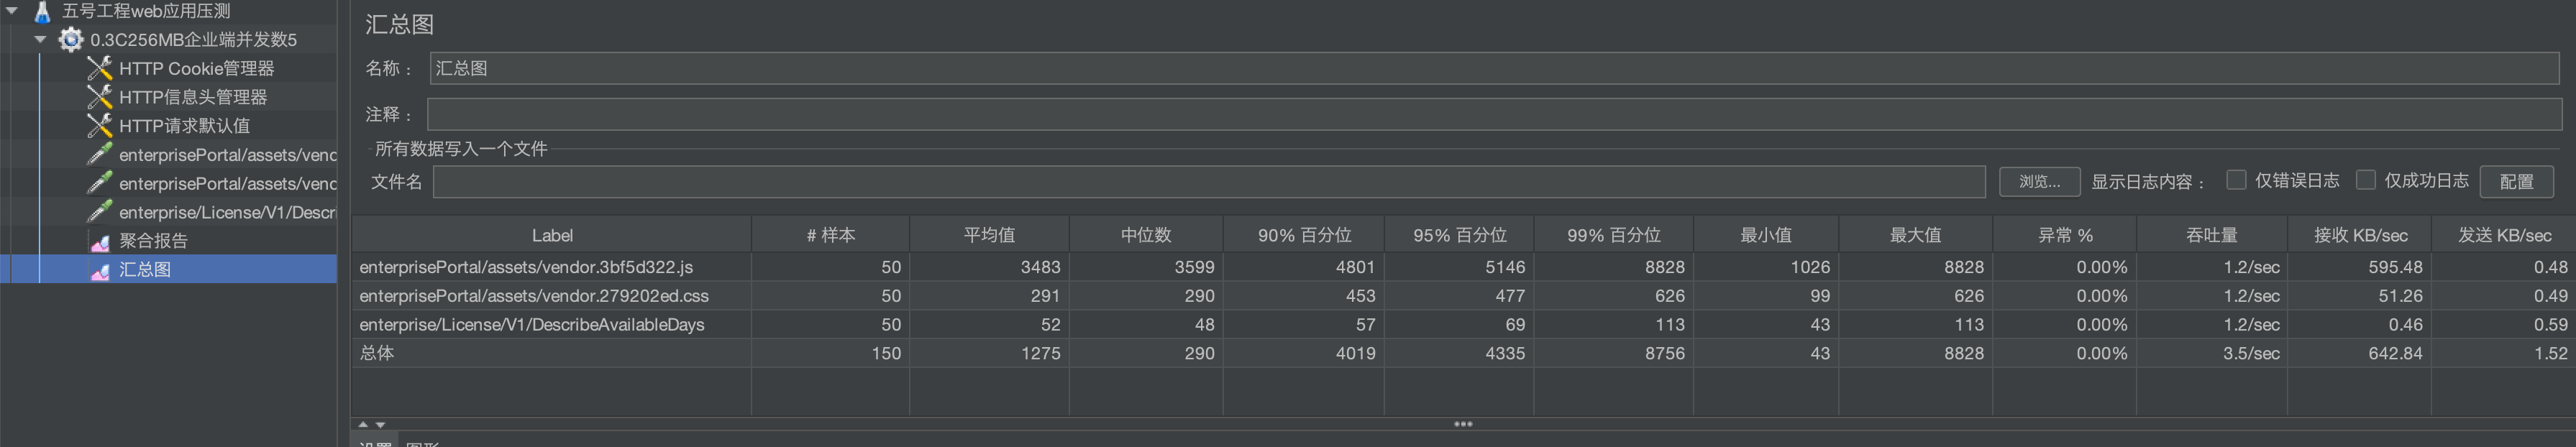 五号工程web应用压测
0.3C256MB企业端并发数5
HTTP Cookie管理器
HTTP信息头管理器
HTTP请求默认值
enterprisePortal/assets/vend
enterprisePortal/assets/vend
enterprise/License/V1/Descri
聚合报告
汇总图
汇总图
名称： 汇总图
注释：
所有数据写入一个文件
文件名 浏览... 显示日志内容： 仅错误日志 仅成功日志 配置
Label # 样本 平均值 中位数 90% 百分位 95% 百分位 99% 百分位 最小值 最大值 异常 % 吞吐量 接收 KB/sec 发送 KB/sec
enterprisePortal/assets/vendor.3bf5d322.js 50 3483 3599 4801 5146 8828 1026 8828 0.00% 1.2/sec 595.48 0.48
enterprisePortal/assets/vendor.279202ed.css 50 291 290 453 477 626 99 626 0.00% 1.2/sec 51.26 0.49
enterprise/License/V1/DescribeAvailableDays 50 52 48 57 69 113 43 113 0.00% 1.2/sec 0.46 0.59
总体 150 1275 290 4019 4335 8756 43 8828 0.00% 3.5/sec 642.84 1.52
设置 图形